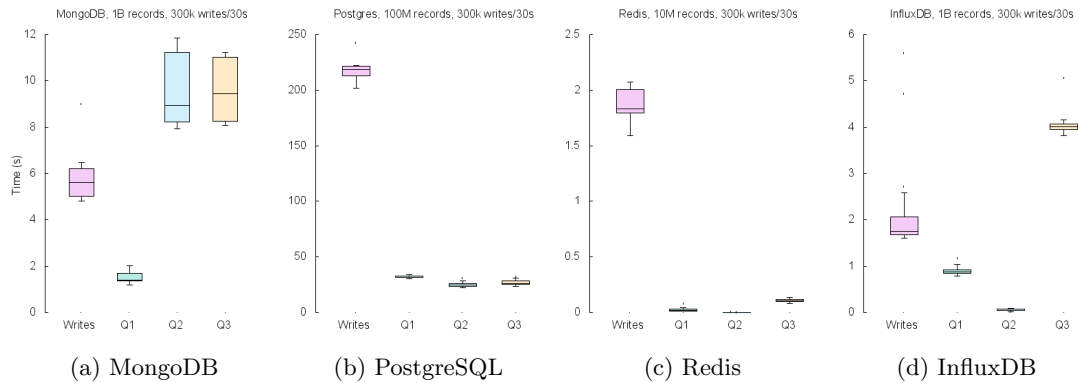 MongoDB, 1B records, 300k writes/30s
Time (s)
12
10
8
6
4
2
0
Writes Q1 Q2 Q3
(a) MongoDB
Postgres, 100M records, 300k writes/30s
250
200
150
100
50
0
Writes Q1 Q2 Q3
(b) PostgreSQL
Redis, 10M records, 300k writes/30s
2.5
2
1.5
1
0.5
0
Writes Q1 Q2 Q3
(c) Redis
InfluxDB, 1B records, 300k writes/30s
6
5
4
3
2
1
0
Writes Q1 Q2 Q3
(d) InfluxDB